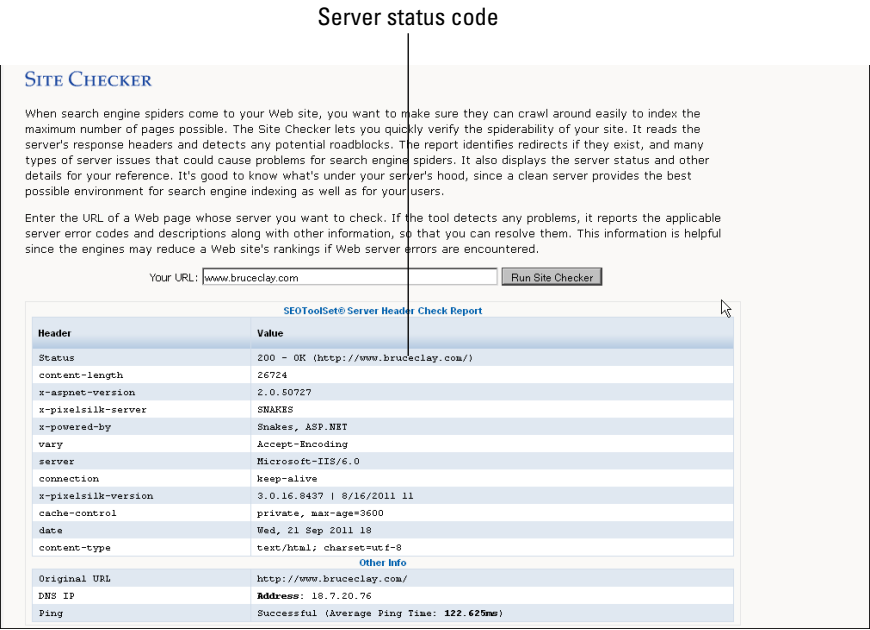 Server status code
SITE CHECKER
When search engine spiders come to your Web site, you want to make sure they can crawl around easily to index the
maximum number of pages possible. The Site Checker lets you quickly verify the spiderability of your site. It reads the
server's response headers and detects any potential roadblocks. The report identifies redirects if they exist, and many
types of server issues that could cause problems for search engine spiders. It also displays the server status and other
details for your reference. It's good to know what's under your server's hood, since a clean server provides the best
possible environment for search engine indexing as well as for your users.
Enter the URL of a Web page whose server you want to check. If the tool detects any problems, it reports the applicable
server error codes and descriptions along with other information, so that you can resolve them. This information is helpful
since the engines may reduce a Web site's rankings if Web server errors are encountered.
Your URL: www.bruceclay.com Run Site Checker
SEOToolSet® Server Header Check Report
Header Value
Status 200 - OK (http://www.bruceclay.com/)
content-length 26724
x-aspnet-version 2.0.50727
x-pixelsilk-server SNAKES
x-powered-by Snakes, ASP.NET
vary Accept-Encoding
server Microsoft-IIS/6.0
connection keep-alive
x-pixelsilk-version 3.0.16.8437 | 8/16/2011 11
cache-control private, max-age=3600
date Wed, 21 Sep 2011 18
content-type text/html; charset=utf-8
Other Info
Original URL http://www.bruceclay.com/
DNS IP Address: 18.7.20.76
Ping Successful (Average Ping Time: 122.625ms)